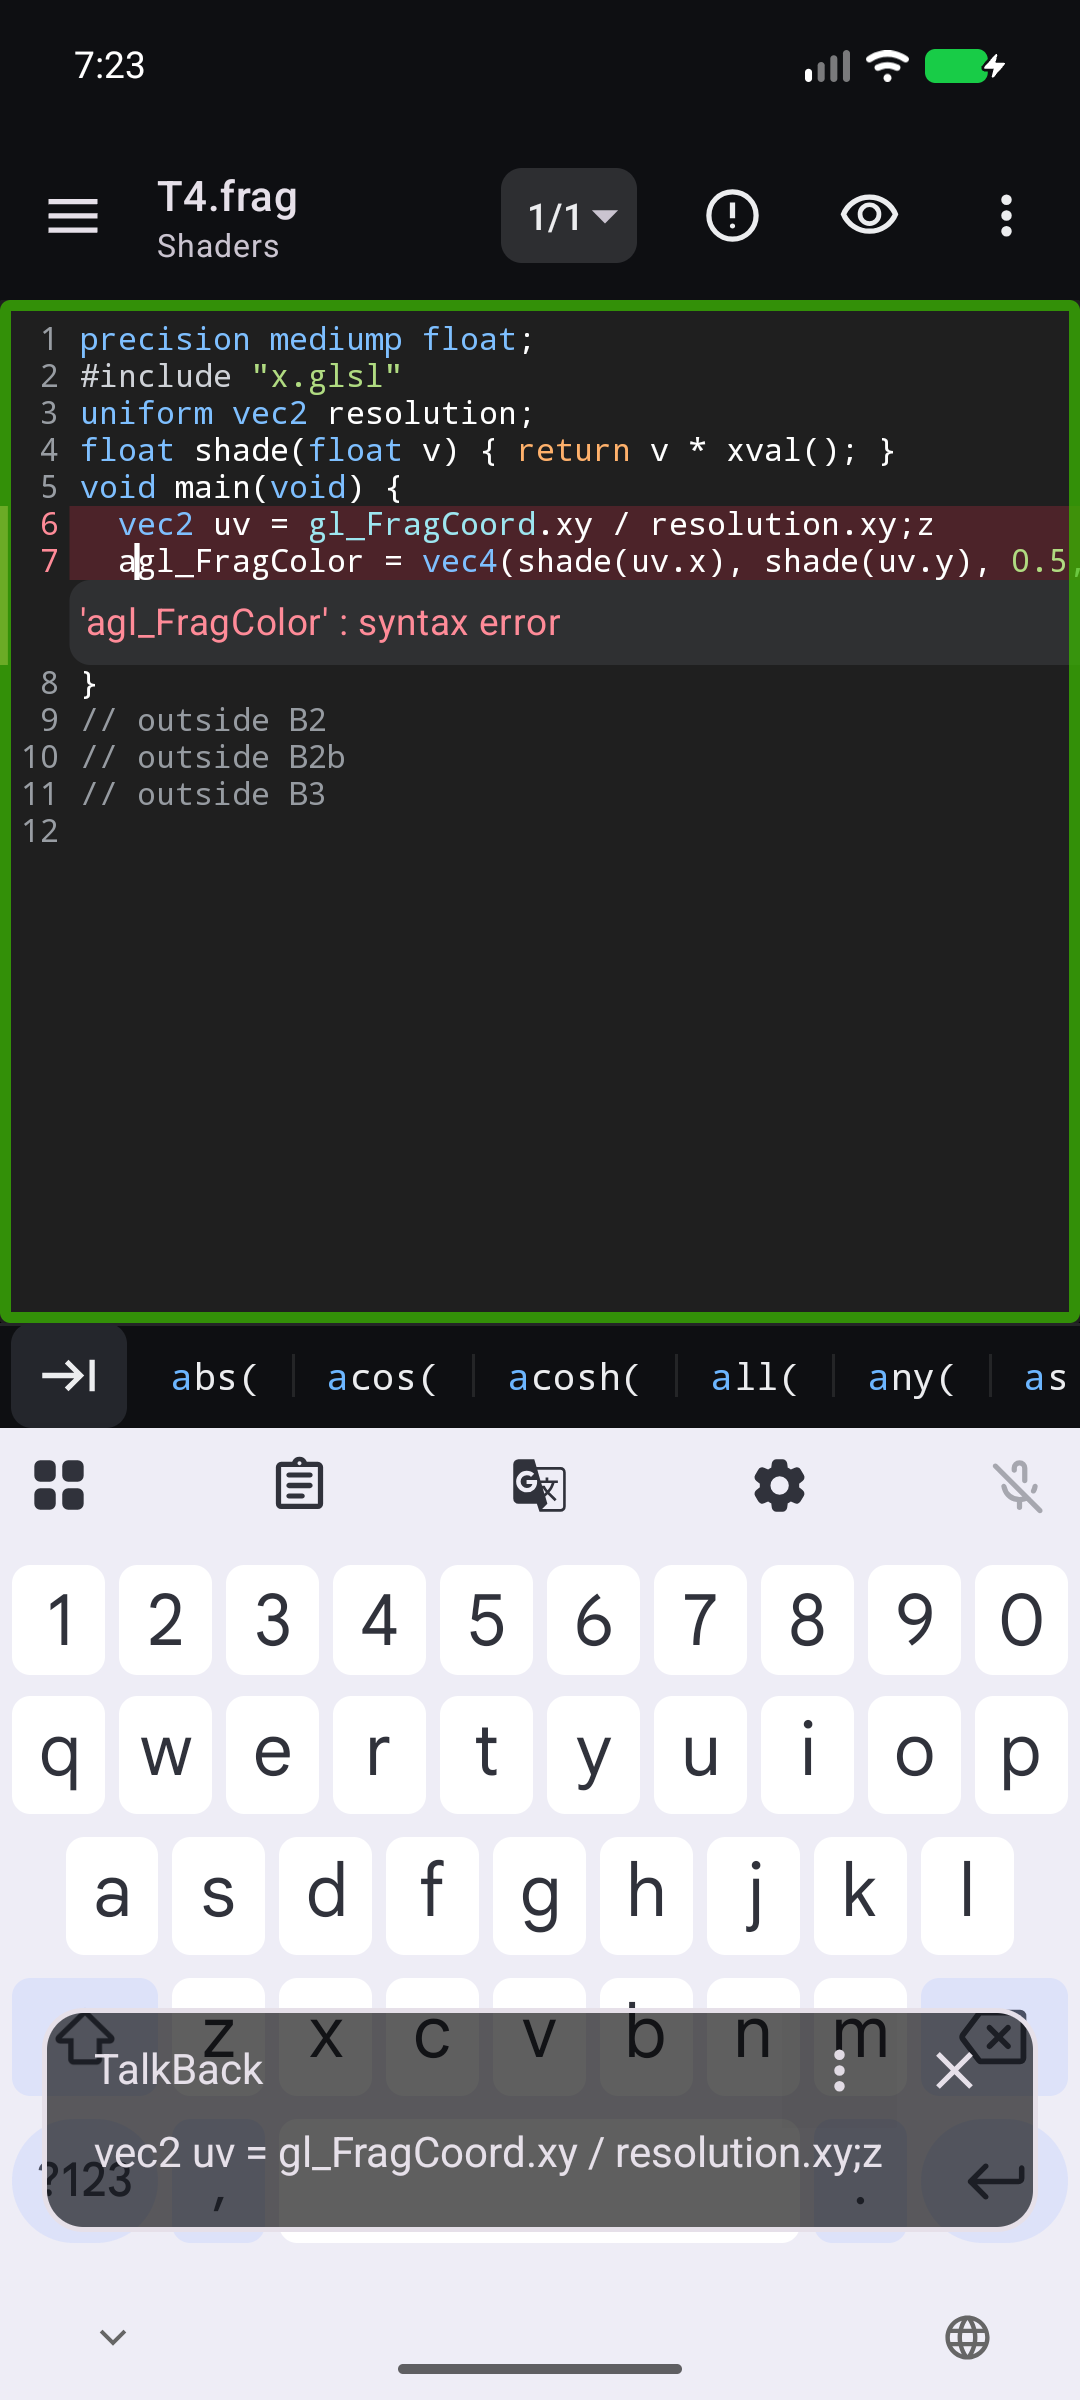 7:23
T4.frag
Shaders
1/1
1 precision mediump float;
2 #include "x.glsl"
3 uniform vec2 resolution;
4 float shade(float v) { return v * xval(); }
5 void main(void) {
6   vec2 uv = gl_FragCoord.xy / resolution.xy;z
7   agl_FragColor = vec4(shade(uv.x), shade(uv.y), 0.5,
'agl_FragColor' : syntax error
8 }
9 // outside B2
10 // outside B2b
11 // outside B3
12
abs( acos( acosh( all( any( as
1 2 3 4 5 6 7 8 9 0
q w e r t y u i o p
a s d f g h j k l
z x c v b n m
TalkBack
vec2 uv = gl_FragCoord.xy / resolution.xy;z
?123 , .